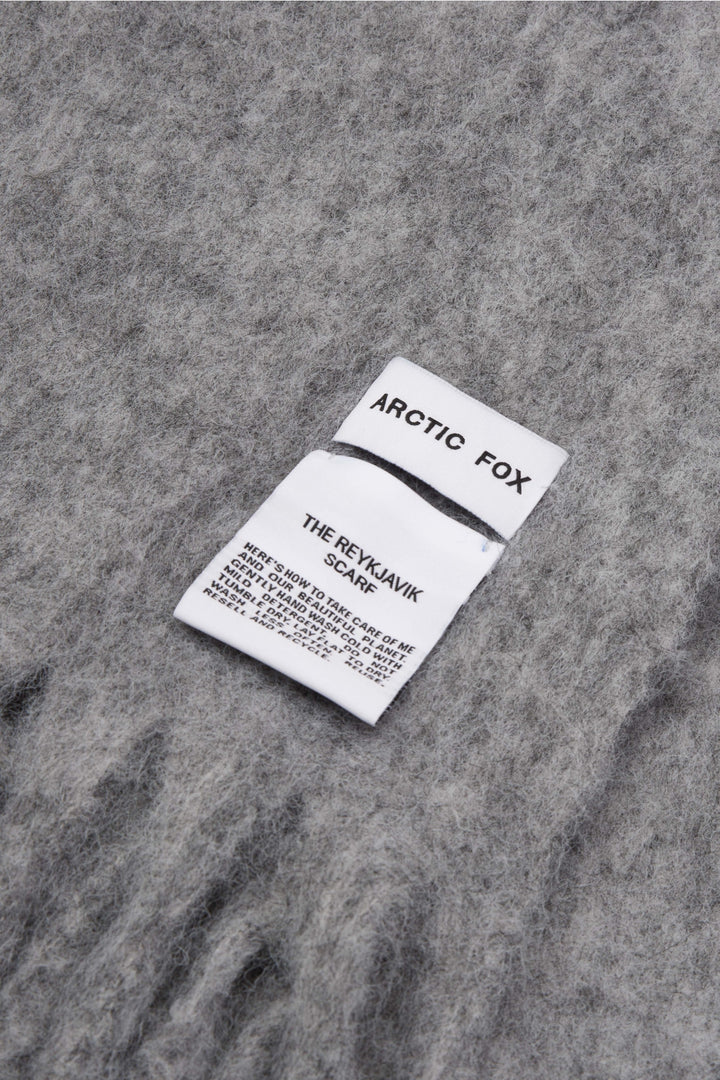 ARCTIC FOX
THE REYKJAVIK
SCARF
HERE'S HOW TO TAKE CARE OF ME
AND OUR BEAUTIFUL PLANET.
GENTLY HAND WASH COLD WITH
MILD DETERGENT. DO NOT
TUMBLE DRY. LAY FLAT TO DRY.
WASH LESS OFTEN. REUSE.
RESELL AND RECYCLE.